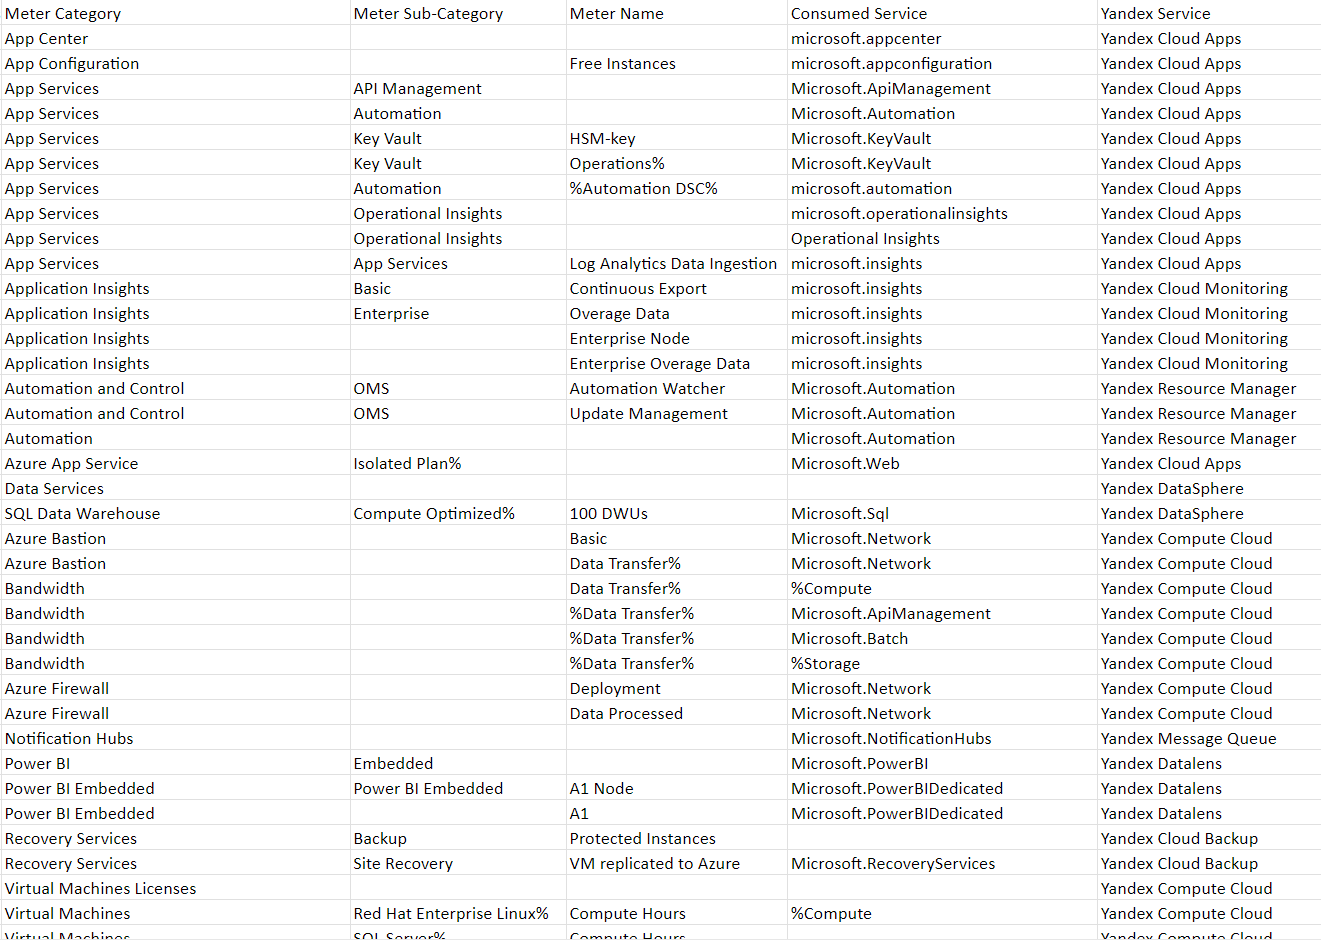 Meter Category Meter Sub-Category Meter Name Consumed Service Yandex Service
App Center microsoft.appcenter Yandex Cloud Apps
App Configuration Free Instances microsoft.appconfiguration Yandex Cloud Apps
App Services API Management Microsoft.ApiManagement Yandex Cloud Apps
App Services Automation Microsoft.Automation Yandex Cloud Apps
App Services Key Vault HSM-key Microsoft.KeyVault Yandex Cloud Apps
App Services Key Vault Operations% Microsoft.KeyVault Yandex Cloud Apps
App Services Automation %Automation DSC% microsoft.automation Yandex Cloud Apps
App Services Operational Insights microsoft.operationalinsights Yandex Cloud Apps
App Services Operational Insights Operational Insights Yandex Cloud Apps
App Services App Services Log Analytics Data Ingestion microsoft.insights Yandex Cloud Apps
Application Insights Basic Continuous Export microsoft.insights Yandex Cloud Monitoring
Application Insights Enterprise Overage Data microsoft.insights Yandex Cloud Monitoring
Application Insights Enterprise Node microsoft.insights Yandex Cloud Monitoring
Application Insights Enterprise Overage Data microsoft.insights Yandex Cloud Monitoring
Automation and Control OMS Automation Watcher Microsoft.Automation Yandex Resource Manager
Automation and Control OMS Update Management Microsoft.Automation Yandex Resource Manager
Automation Microsoft.Automation Yandex Resource Manager
Azure App Service Isolated Plan% Microsoft.Web Yandex Cloud Apps
Data Services Yandex DataSphere
SQL Data Warehouse Compute Optimized% 100 DWUs Microsoft.Sql Yandex DataSphere
Azure Bastion Basic Microsoft.Network Yandex Compute Cloud
Azure Bastion Data Transfer% Microsoft.Network Yandex Compute Cloud
Bandwidth Data Transfer% %Compute Yandex Compute Cloud
Bandwidth %Data Transfer% Microsoft.ApiManagement Yandex Compute Cloud
Bandwidth %Data Transfer% Microsoft.Batch Yandex Compute Cloud
Bandwidth %Data Transfer% %Storage Yandex Compute Cloud
Azure Firewall Deployment Microsoft.Network Yandex Compute Cloud
Azure Firewall Data Processed Microsoft.Network Yandex Compute Cloud
Notification Hubs Microsoft.NotificationHubs Yandex Message Queue
Power BI Embedded Microsoft.PowerBI Yandex Datalens
Power BI Embedded Power BI Embedded A1 Node Microsoft.PowerBIDedicated Yandex Datalens
Power BI Embedded A1 Microsoft.PowerBIDedicated Yandex Datalens
Recovery Services Backup Protected Instances Yandex Cloud Backup
Recovery Services Site Recovery VM replicated to Azure Microsoft.RecoveryServices Yandex Cloud Backup
Virtual Machines Licenses Yandex Compute Cloud
Virtual Machines Red Hat Enterprise Linux% Compute Hours %Compute Yandex Compute Cloud
Virtual Machines SQL Server% Compute Hours Yandex Compute Cloud